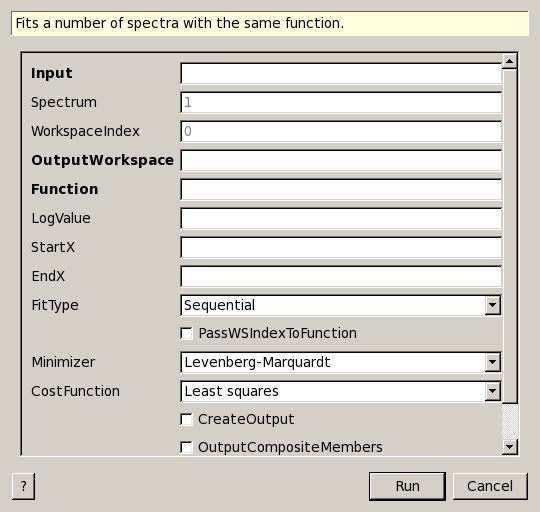 Fits a number of spectra with the same function.
Input
Spectrum 1
WorkspaceIndex 0
OutputWorkspace
Function
LogValue
StartX
EndX
FitType Sequential
PassWSIndexToFunction
Minimizer Levenberg-Marquardt
CostFunction Least squares
CreateOutput
OutputCompositeMembers
? Run Cancel